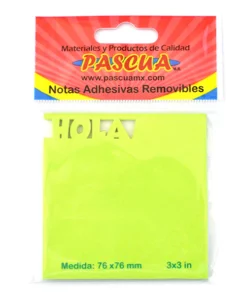 Materiales y Productos de Calidad
PASCUA
www.pascuamx.com
Notas Adhesivas Removibles
HOLA
Medida: 76 x76 mm 3x3 in